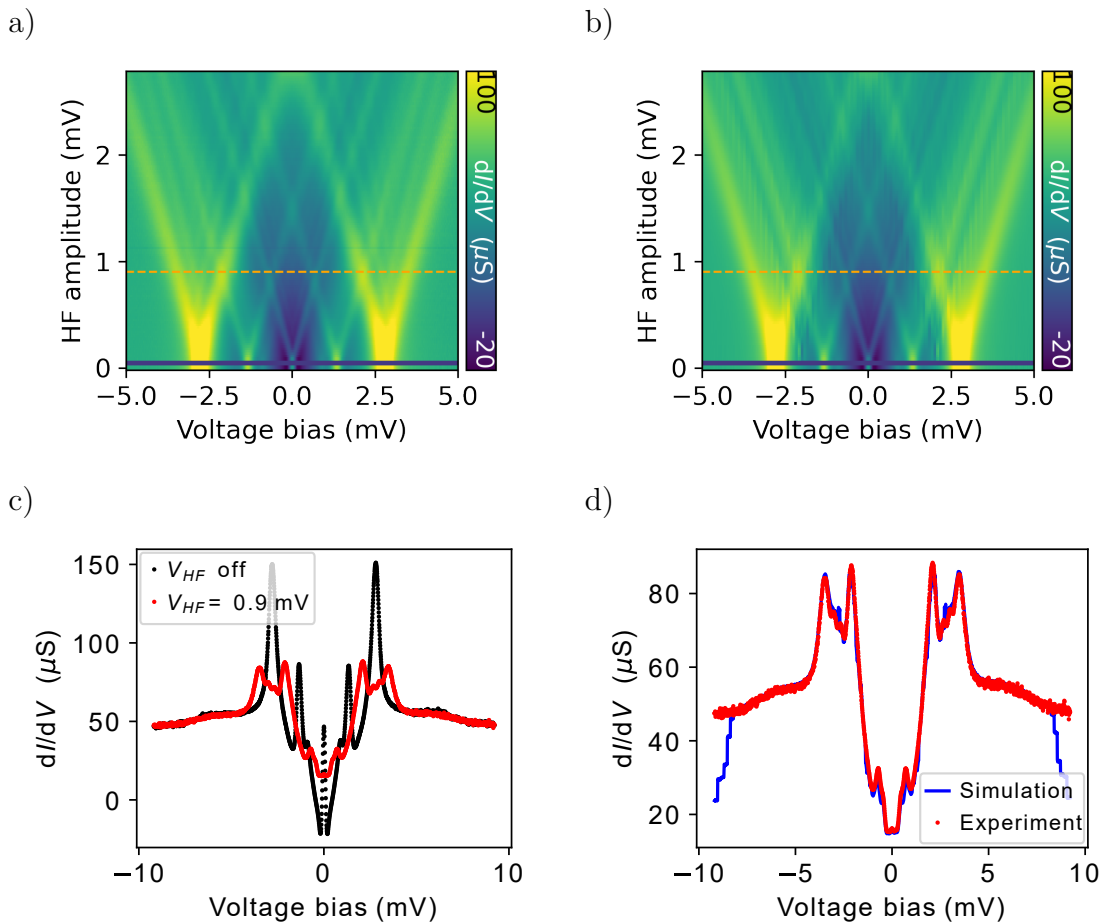 a)
b)
HF amplitude (mV)
2
1
0
−5.0 −2.5 0.0 2.5 5.0
Voltage bias (mV)
100
dI/dV (μS)
-20
HF amplitude (mV)
2
1
0
−5.0 −2.5 0.0 2.5 5.0
Voltage bias (mV)
100
dI/dV (μS)
-20
c)
d)
dI/dV (μS)
150
100
50
0
V_HF off
V_HF = 0.9 mV
−10 0 10
Voltage bias (mV)
dI/dV (μS)
80
60
40
20
Simulation
Experiment
−10 −5 0 5 10
Voltage bias (mV)